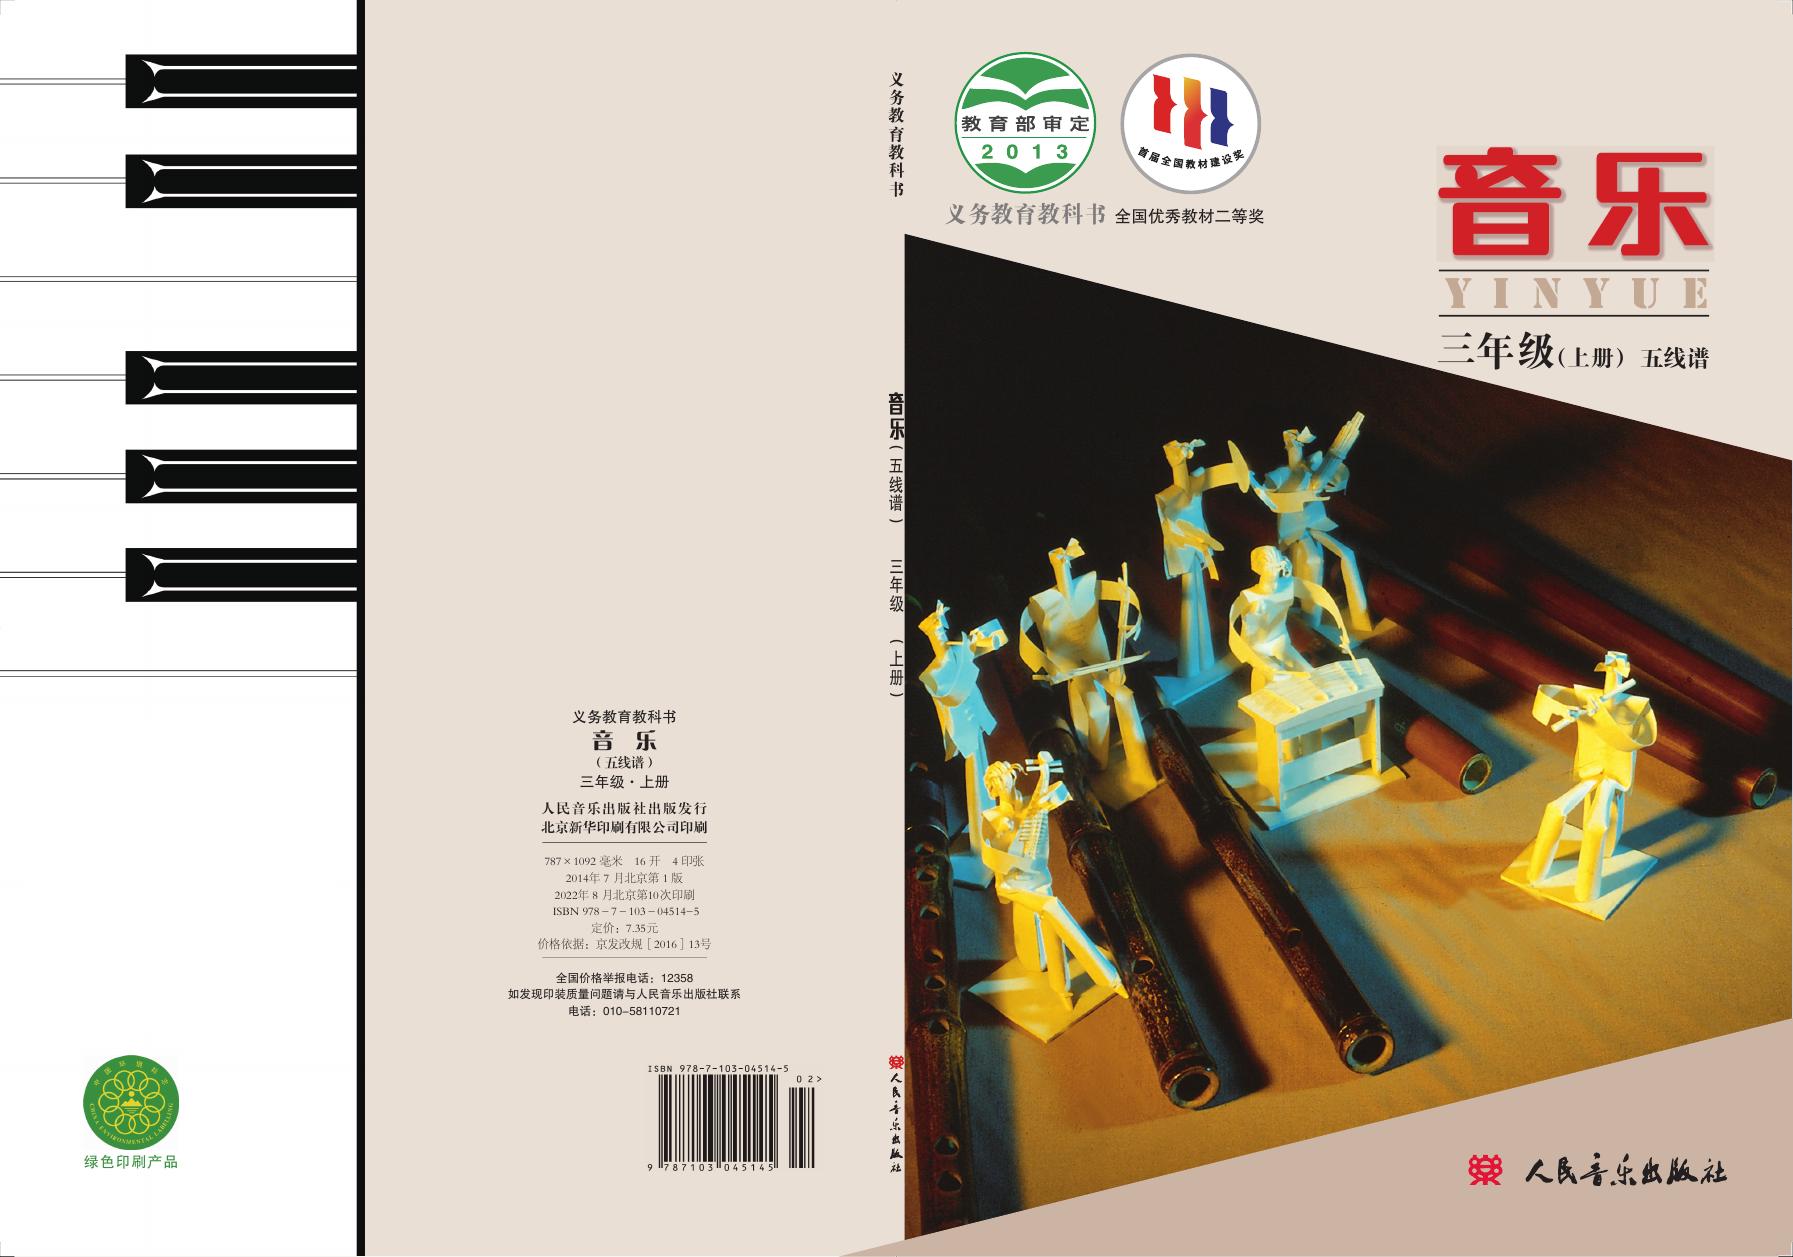 教育部审定
2013
义务教育教科书
首届全国教材建设奖
全国优秀教材二等奖
音乐
YINYUE
三年级（上册） 五线谱
人民音乐出版社
义务教育教科书
音乐（五线谱）
三年级
（上册）
人民音乐出版社
义务教育教科书
音 乐
（五线谱）
三年级·上册
人民音乐出版社出版发行
北京新华印刷有限公司印刷
787×1092 毫米 16 开 4 印张
2014年 7 月北京第 1 版
2022年 8 月北京第10次印刷
ISBN 978－7－103－04514－5
定价：7.35元
价格依据：京发改规［2016］13号
全国价格举报电话：12358
如发现印装质量问题请与人民音乐出版社联系
电话：010–58110721
ISBN 978-7-103-04514-5
02>
9 787103 045145
中国环境标志
CHINA ENVIRONMENTAL LABELLING
绿色印刷产品